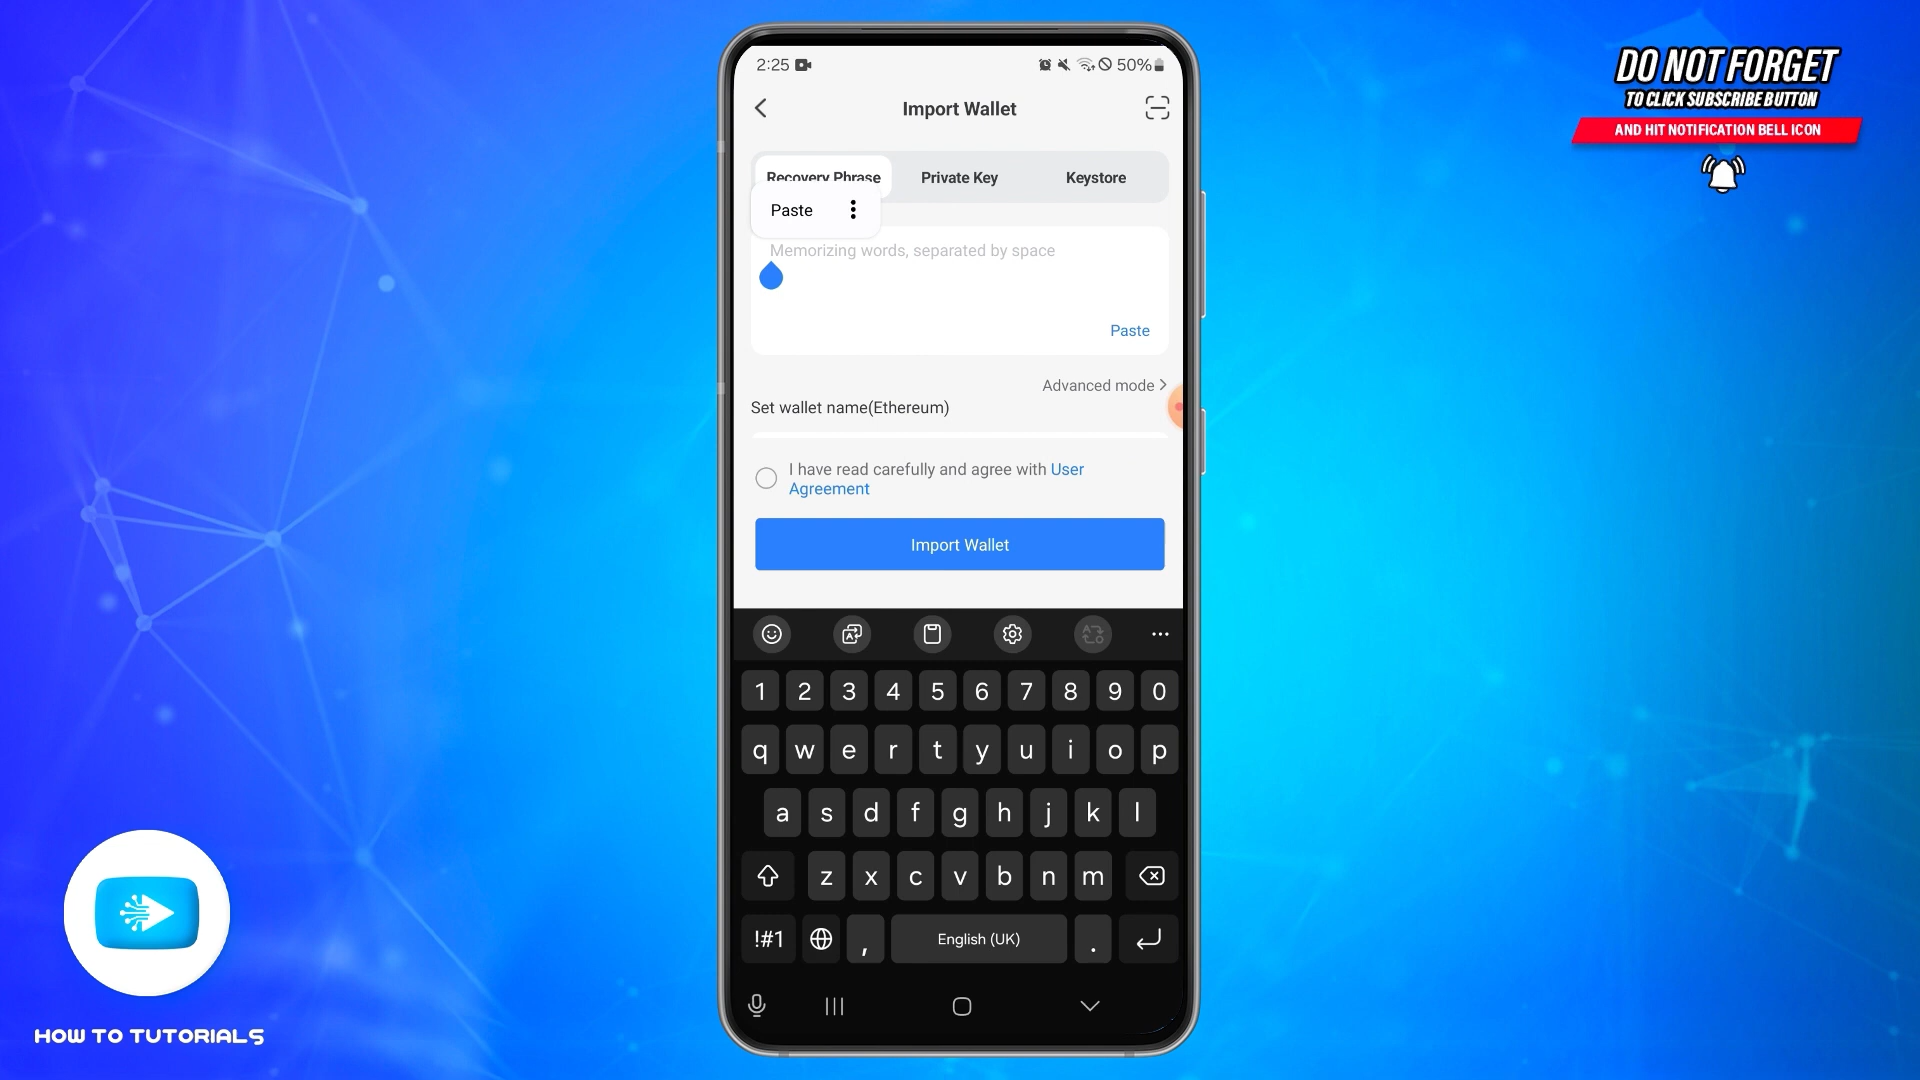 DO NOT FORGET
TO CLICK SUBSCRIBE BUTTON
AND HIT NOTIFICATION BELL ICON
2:25
50%
Import Wallet
Recovery Phrase
Private Key
Keystore
Paste
Memorizing words, separated by space
Paste
Advanced mode
Set wallet name(Ethereum)
I have read carefully and agree with User
Agreement
Import Wallet
1 2 3 4 5 6 7 8 9 0
q w e r t y u i o p
a s d f g h j k l
z x c v b n m
!#1 , English (UK) .
HOW TO TUTORIALS